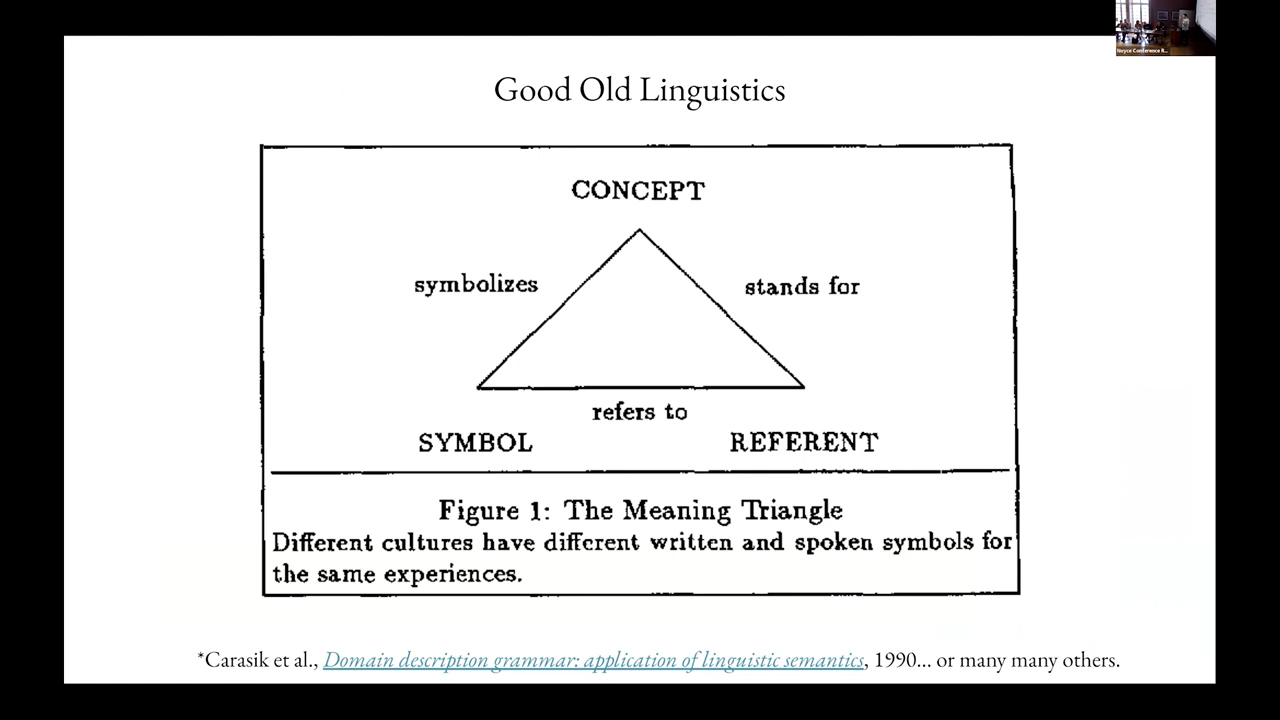 Noyce Conference R...
Good Old Linguistics
CONCEPT
symbolizes
stands for
refers to
SYMBOL
REFERENT
Figure 1: The Meaning Triangle
Different cultures have different written and spoken symbols for
the same experiences.
*Carasik et al., Domain description grammar: application of linguistic semantics, 1990... or many many others.